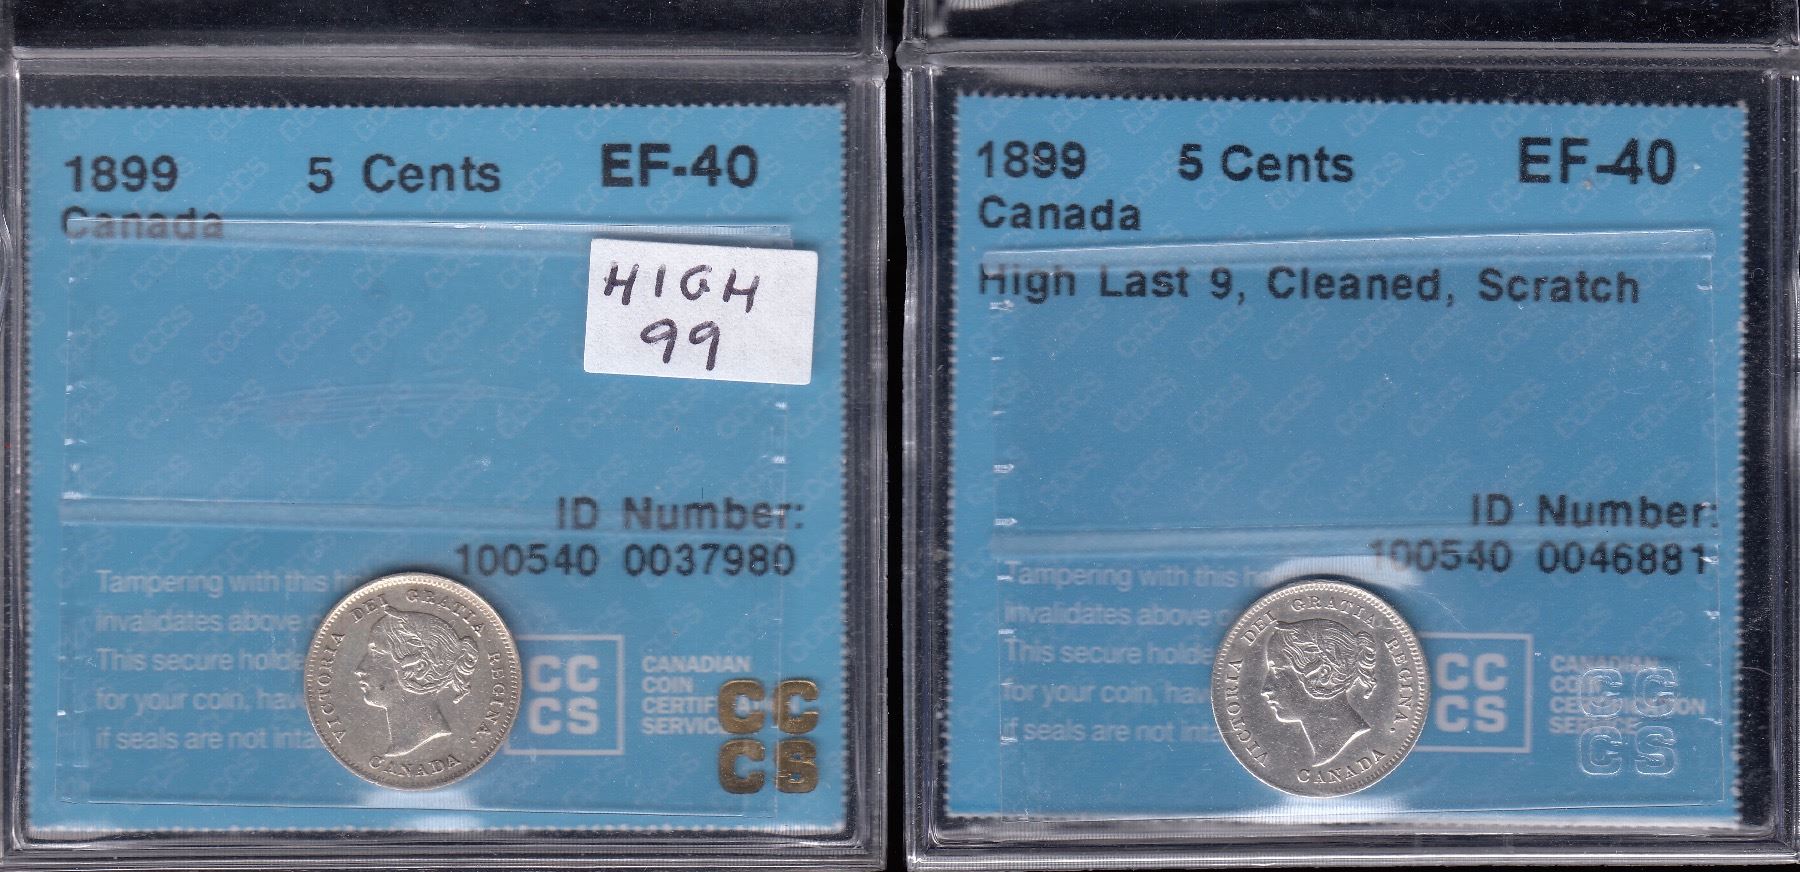 1899 5 Cents EF-40
Canada
HIGH
99
ID Number:
100540 0037980
Tampering with this
invalidates above
This secure holde
for your coin, hav
if seals are not inta
CC
CS
CANADIAN
COIN
CERTIF
SERVIC
CC
CS
VICTORIA DEI GRATIA REGINA.
CANADA
1899 5 Cents EF-40
Canada
High Last 9, Cleaned, Scratch
ID Number:
100540 0046881
Tampering with this h
invalidates above
This secure holde
for your coin, hav
if seals are not inta
CC
CS
CANADIAN
COIN
CERTIFICATION
SERVICE
CC
CS
VICTORIA DEI GRATIA REGINA.
CANADA